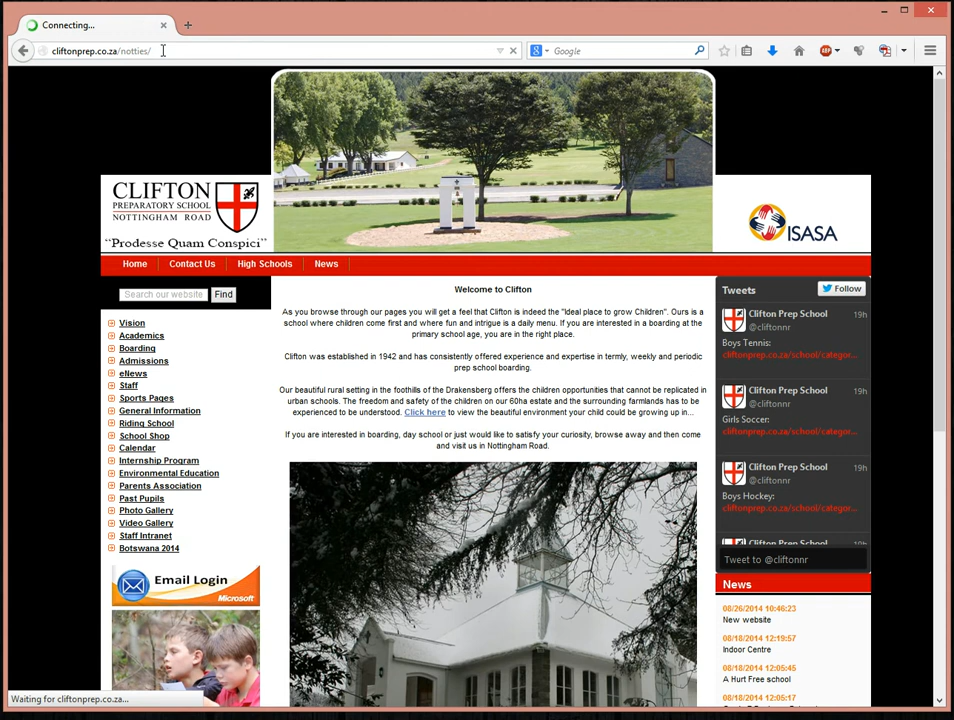 Connecting...
cliftonprep.co.za/notties/
Google
CLIFTON
PREPARATORY SCHOOL
NOTTINGHAM ROAD
"Prodesse Quam Conspici"
ISASA
Home
Contact Us
High Schools
News
Search our website
Find
Vision
Academics
Boarding
Admissions
eNews
Staff
Sports Pages
General Information
Riding School
School Shop
Calendar
Internship Program
Environmental Education
Parents Association
Past Pupils
Photo Gallery
Video Gallery
Staff Intranet
Botswana 2014
Email Login
Microsoft
Welcome to Clifton
As you browse through our pages you will get a feel that Clifton is indeed the "Ideal place to grow Children". Ours is a
school where children come first and where fun and intrigue is a daily menu. If you are interested in a boarding at the
primary school age, you are in the right place.
Clifton was established in 1942 and has consistently offered experience and expertise in termly, weekly and periodic
prep school boarding.
Our beautiful rural setting in the foothills of the Drakensberg offers the children opportunities that cannot be replicated in
urban schools. The freedom and safety of the children on our 60ha estate and the surrounding farmlands has to be
experienced to be understood. Click here to view the beautiful environment your child could be growing up in...
If you are interested in boarding, day school or just would like to satisfy your curiosity, browse away and then come
and visit us in Nottingham Road.
Tweets
Follow
Clifton Prep School 19h
@cliftonnr
Boys Tennis:
cliftonprep.co.za/school/categor...
Clifton Prep School 19h
@cliftonnr
Girls Soccer:
cliftonprep.co.za/school/categor...
Clifton Prep School 19h
@cliftonnr
Boys Hockey:
cliftonprep.co.za/school/categor...
Clifton Prep School 19h
Tweet to @cliftonnr
News
08/26/2014 10:46:23
New website
08/18/2014 12:19:57
Indoor Centre
08/18/2014 12:05:45
A Hurt Free school
08/18/2014 12:05:17
Waiting for cliftonprep.co.za...